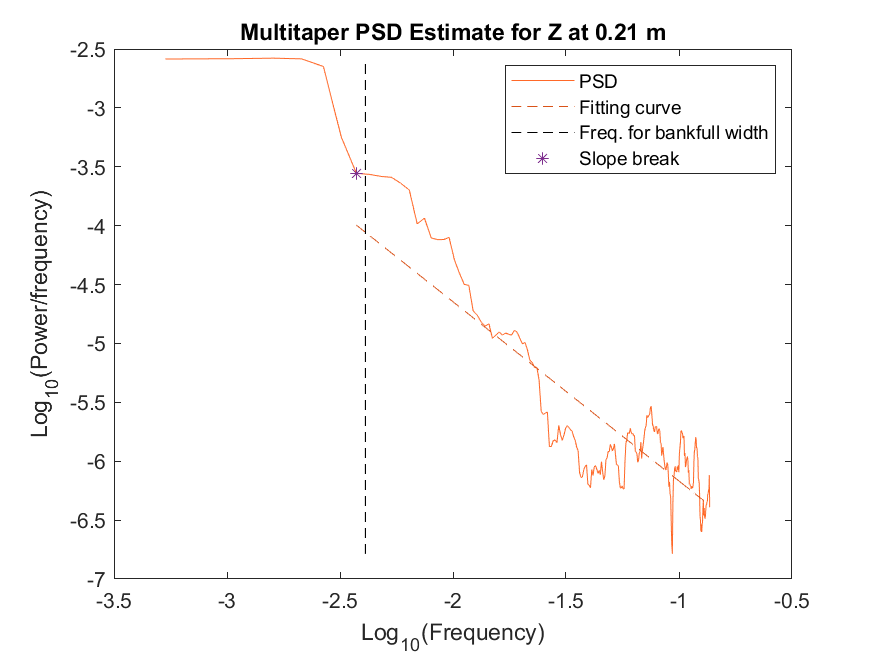 Multitaper PSD Estimate for Z at 0.21 m
PSD
Fitting curve
Freq. for bankfull width
Slope break
-2.5
-3
-3.5
-4
-4.5
-5
-5.5
-6
-6.5
-7
Log10(Power/frequency)
-3.5 -3 -2.5 -2 -1.5 -1 -0.5
Log10(Frequency)